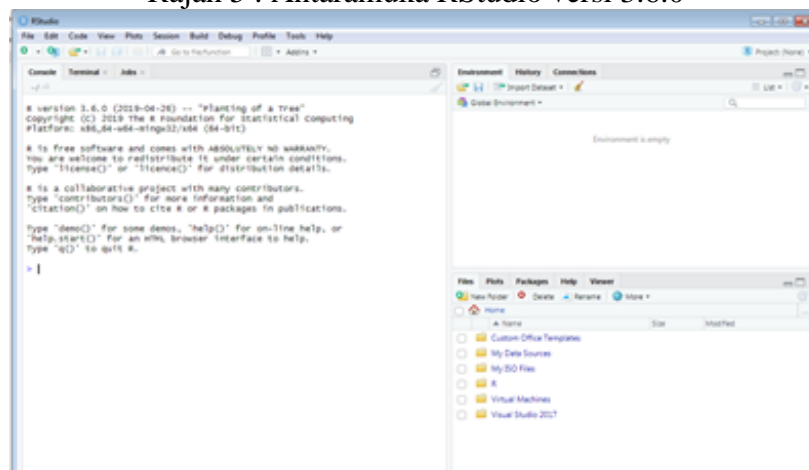 Rajah 3 : Antaramuka RStudio versi 3.6.0
RStudio
File Edit Code View Plots Session Build Debug Profile Tools Help
Go to file/function Addins
Project: (None)
Console Terminal Jobs
R version 3.6.0 (2019-04-26) -- "Planting of a Tree"
Copyright (C) 2019 The R Foundation for Statistical Computing
Platform: x86_64-w64-mingw32/x64 (64-bit)
R is free software and comes with ABSOLUTELY NO WARRANTY.
You are welcome to redistribute it under certain conditions.
Type 'license()' or 'licence()' for distribution details.
R is a collaborative project with many contributors.
Type 'contributors()' for more information and
'citation()' on how to cite R or R packages in publications.
Type 'demo()' for some demos, 'help()' for on-line help, or
'help.start()' for an HTML browser interface to help.
Type 'q()' to quit R.
>
Environment History Connections
Import Dataset
List
Global Environment
Environment is empty
Files Plots Packages Help Viewer
New Folder Delete Rename More
Home
Name Size Modified
Custom Office Templates
My Data Sources
My ISO Files
R
Virtual Machines
Visual Studio 2017